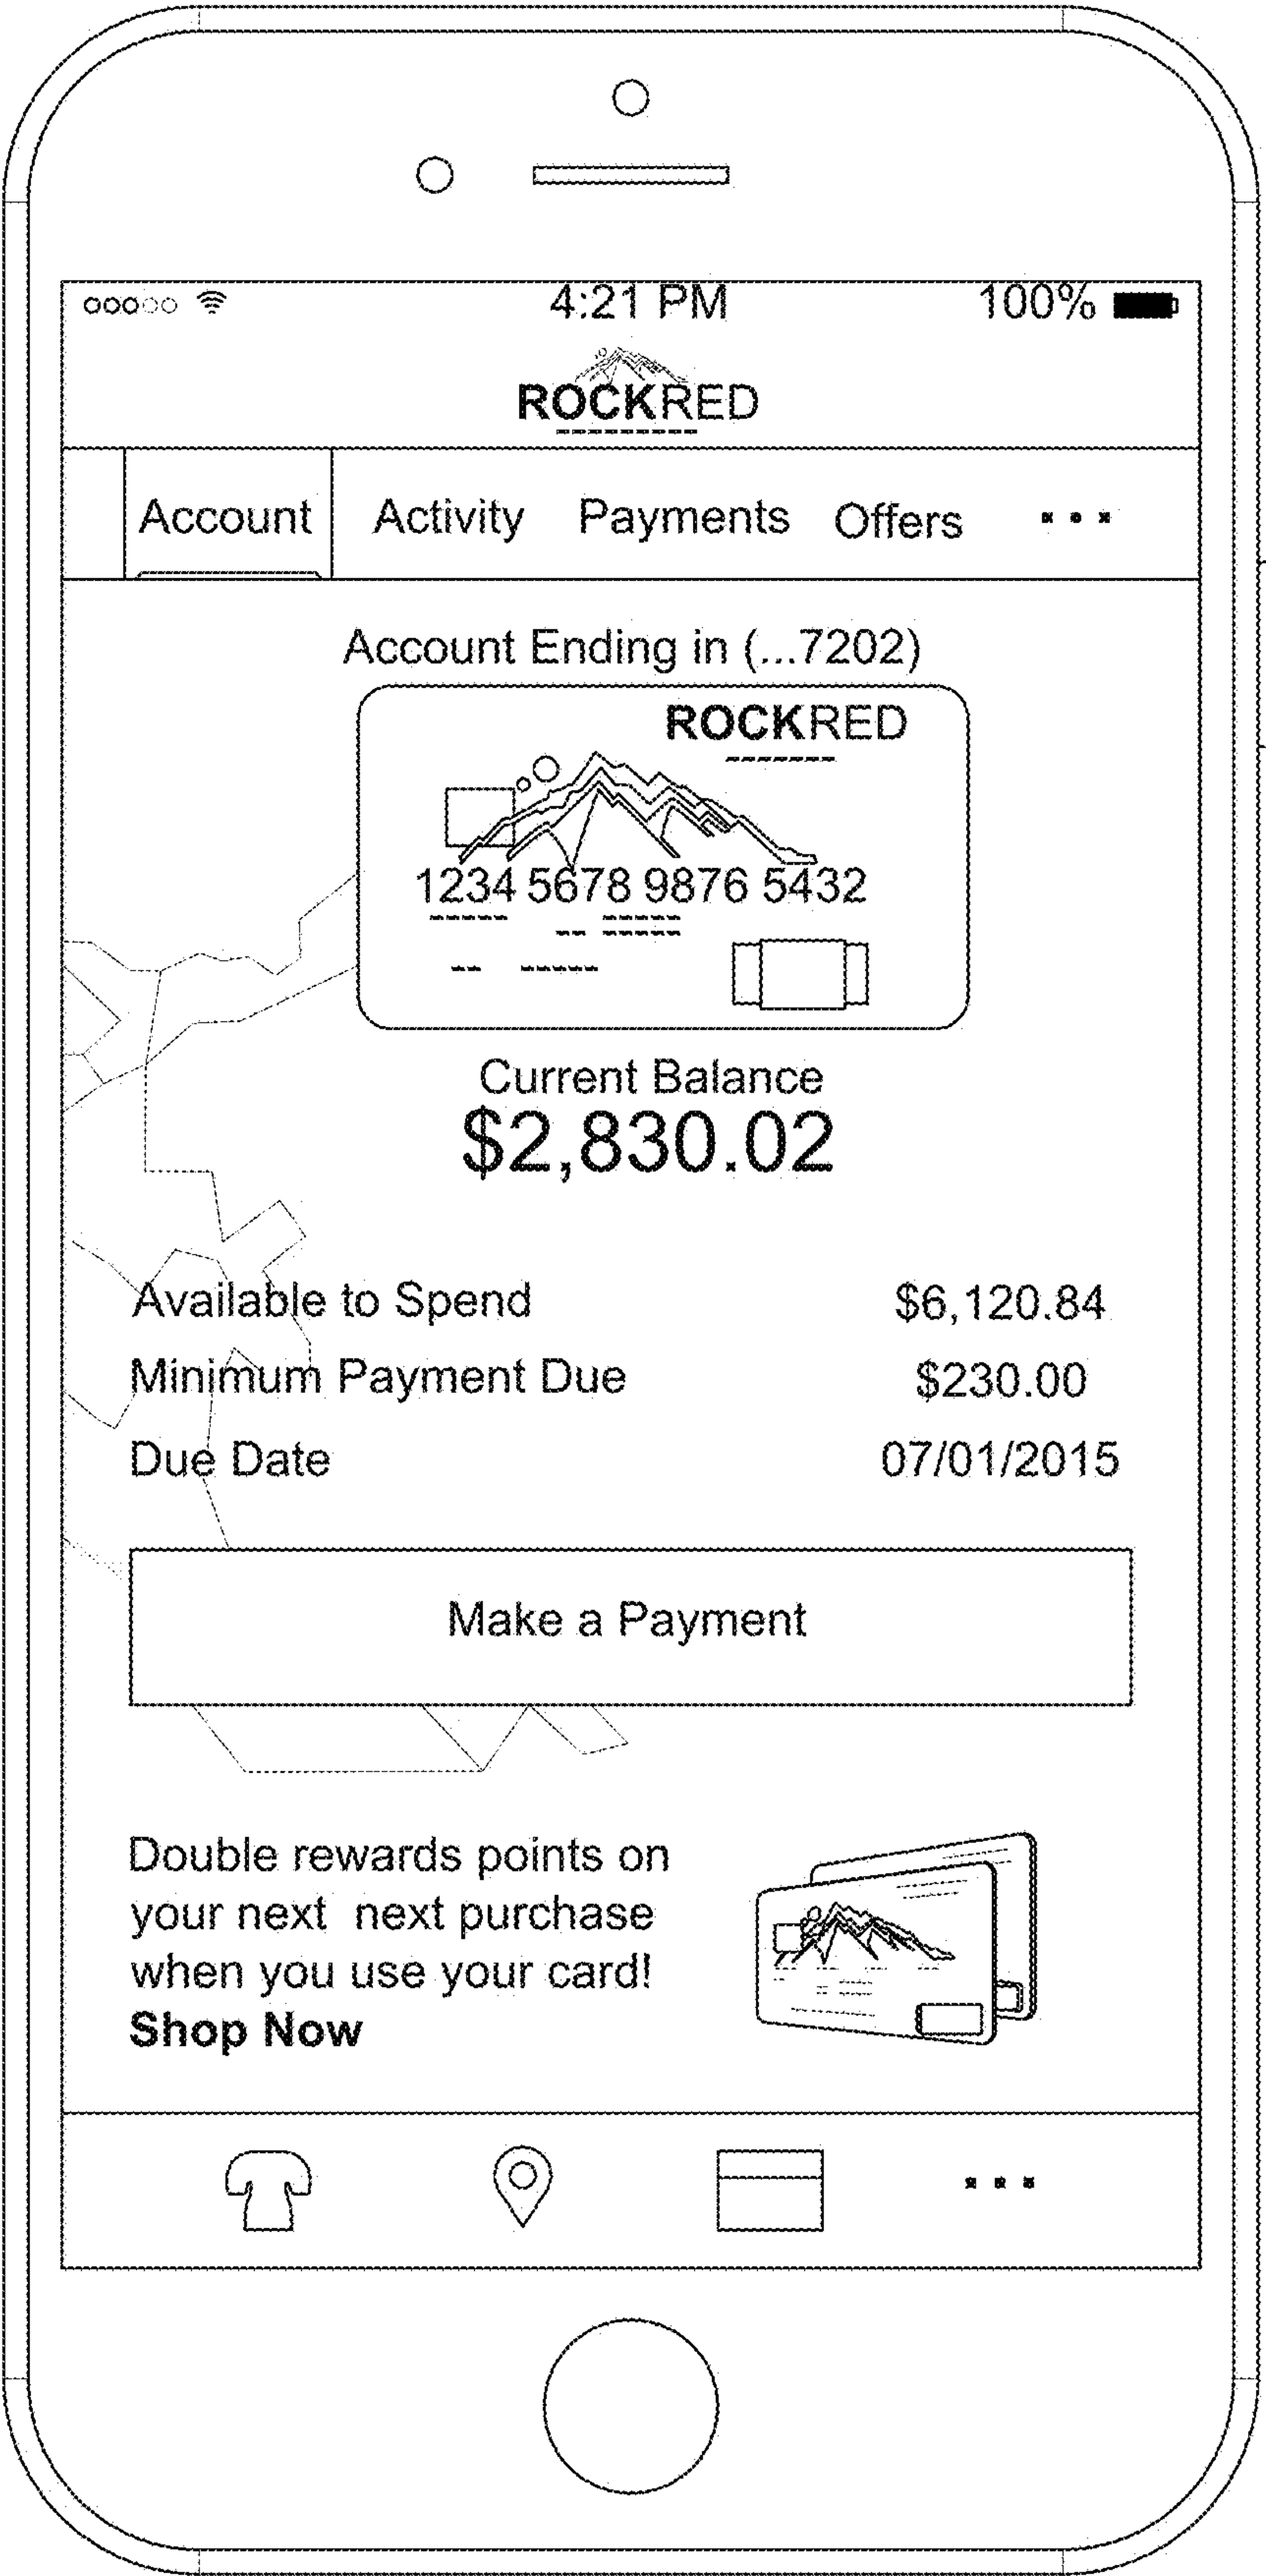 4:21 PM 100%
ROCKRED
Account Activity Payments Offers ...
Account Ending in (...7202)
ROCKRED
1234 5678 9876 5432
Current Balance
$2,830.02
Available to Spend $6,120.84
Minimum Payment Due $230.00
Due Date 07/01/2015
Make a Payment
Double rewards points on
your next next purchase
when you use your card!
Shop Now
...